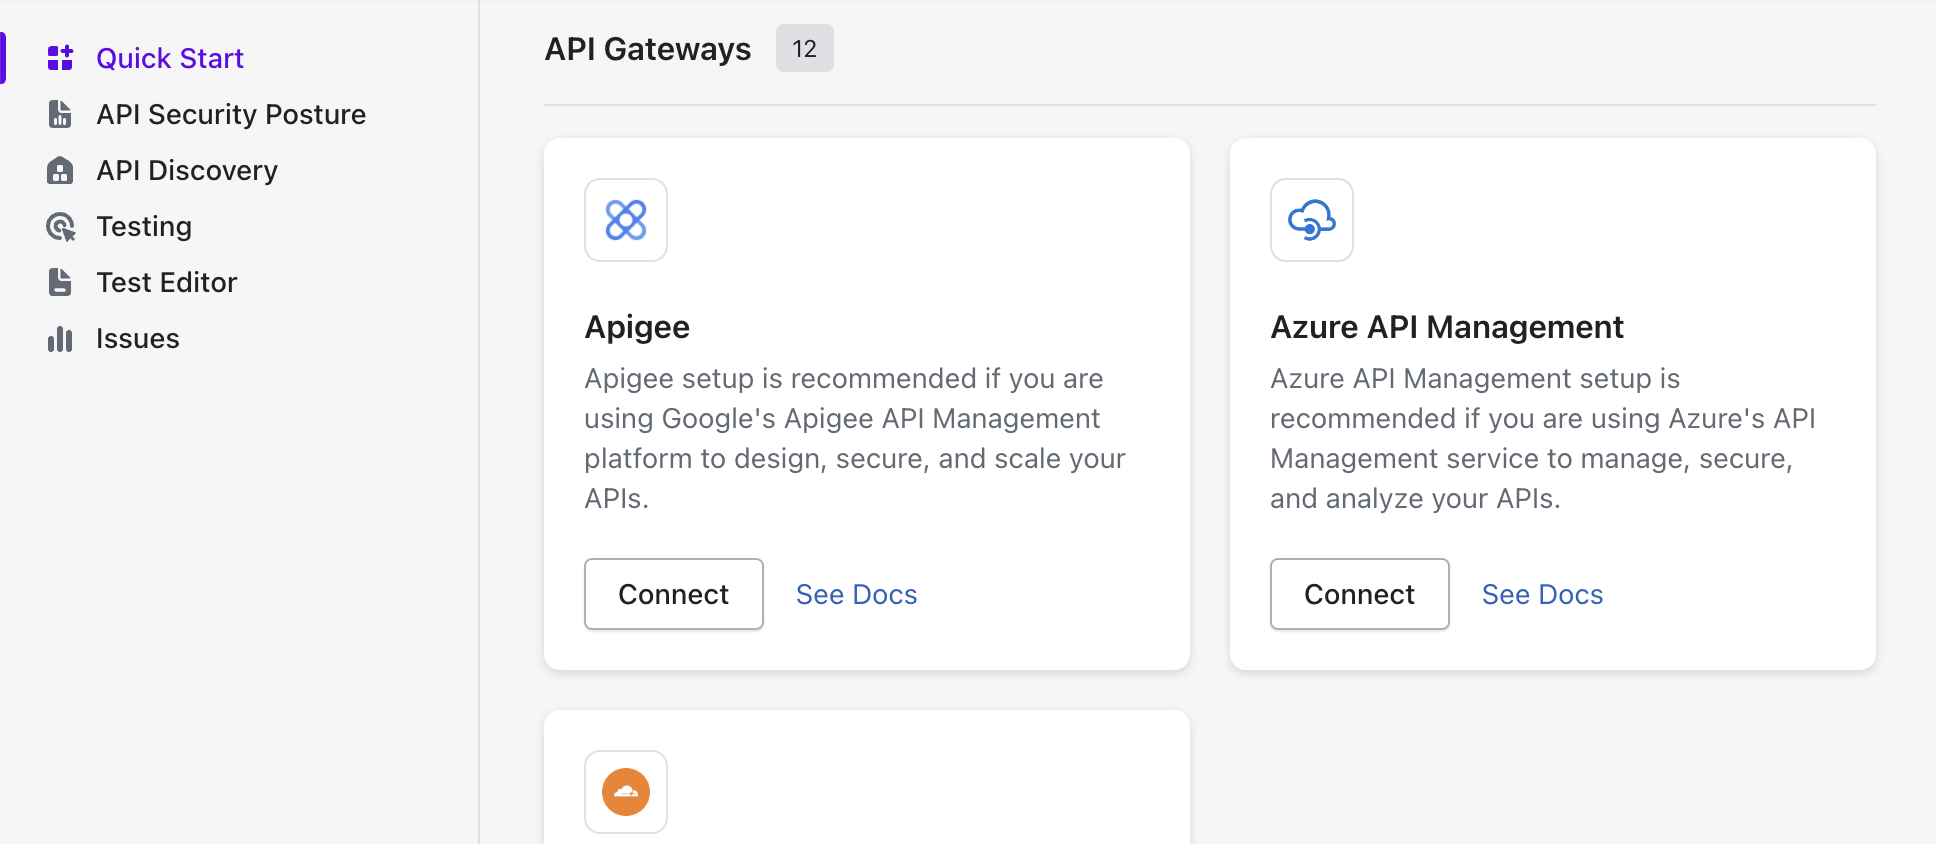 Quick Start
API Security Posture
API Discovery
Testing
Test Editor
Issues
API Gateways 12
Apigee
Apigee setup is recommended if you are
using Google's Apigee API Management
platform to design, secure, and scale your
APIs.
Connect See Docs
Azure API Management
Azure API Management setup is
recommended if you are using Azure's API
Management service to manage, secure,
and analyze your APIs.
Connect See Docs